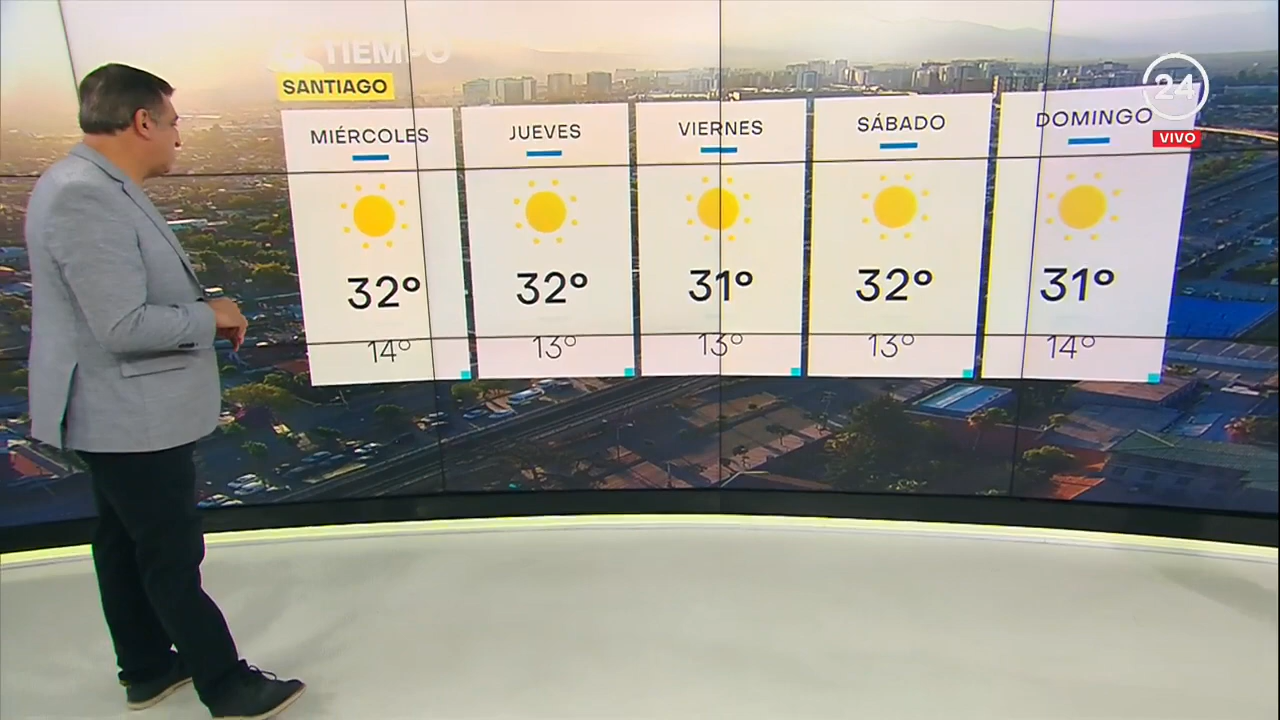 TIEMPO
SANTIAGO
MIÉRCOLES
32°
14°
JUEVES
32°
13°
VIERNES
31°
13°
SÁBADO
32°
13°
DOMINGO
31°
14°
24
VIVO